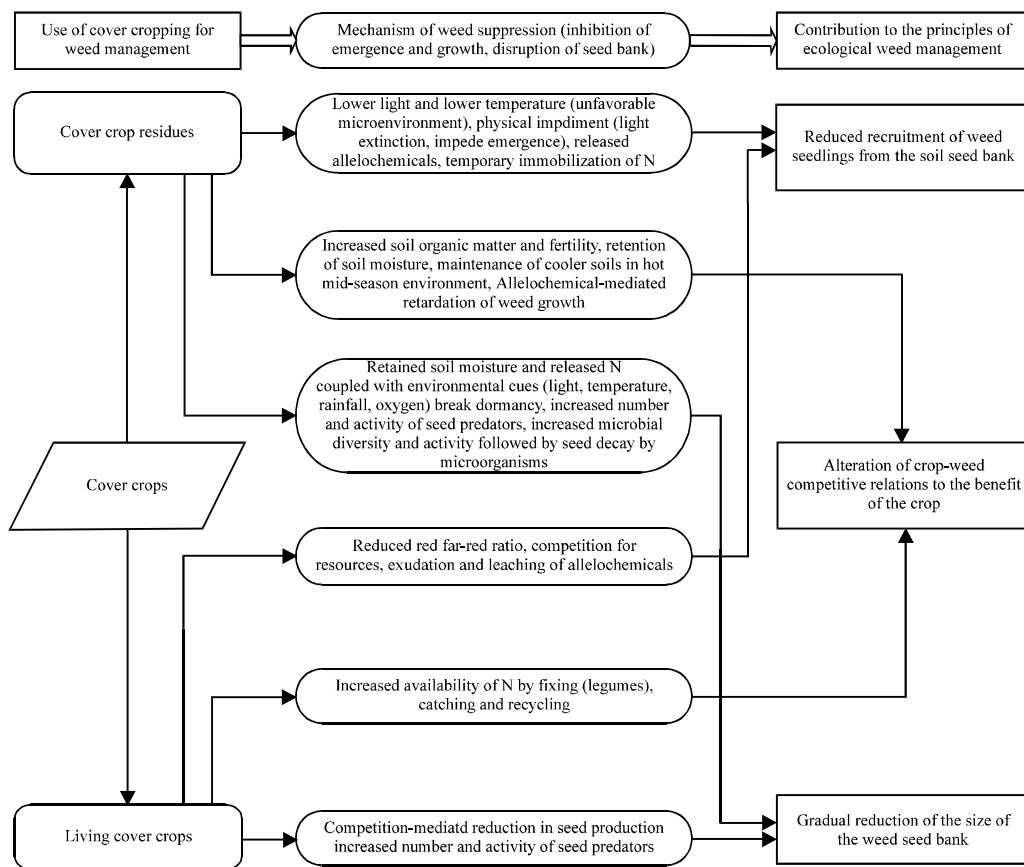 Use of cover cropping for
weed management
Mechanism of weed suppression (inhibition
of emergence and growth, disruption of seed bank)
Contribution to the principles of
ecological weed management
Cover crop residues
Lower light and lower temperature (unfavorable
microenvironment), physical impdiment (light
extinction, impede emergence), released
allelochemicals, temporary immobilization of N
Reduced recruitment of weed
seedlings from the soil seed bank
Increased soil organic matter and fertility, retention
of soil moisture, maintenance of cooler soils in hot
mid-season environment, Allelochemical-mediated
retardation of weed growth
Retained soil moisture and released N
coupled with environmental cues (light, temperature,
rainfall, oxygen) break dormancy, increased number
and activity of seed predators, increased microbial
diversity and activity followed by seed decay by
microorganisms
Cover crops
Alteration of crop-weed
competitive relations to the benefit
of the crop
Reduced red far-red ratio, competition for
resources, exudation and leaching of allelochemicals
Increased availability of N by fixing (legumes),
catching and recycling
Living cover crops
Competition-mediatd reduction in seed production
increased number and activity of seed predators
Gradual reduction of the size of
the weed seed bank